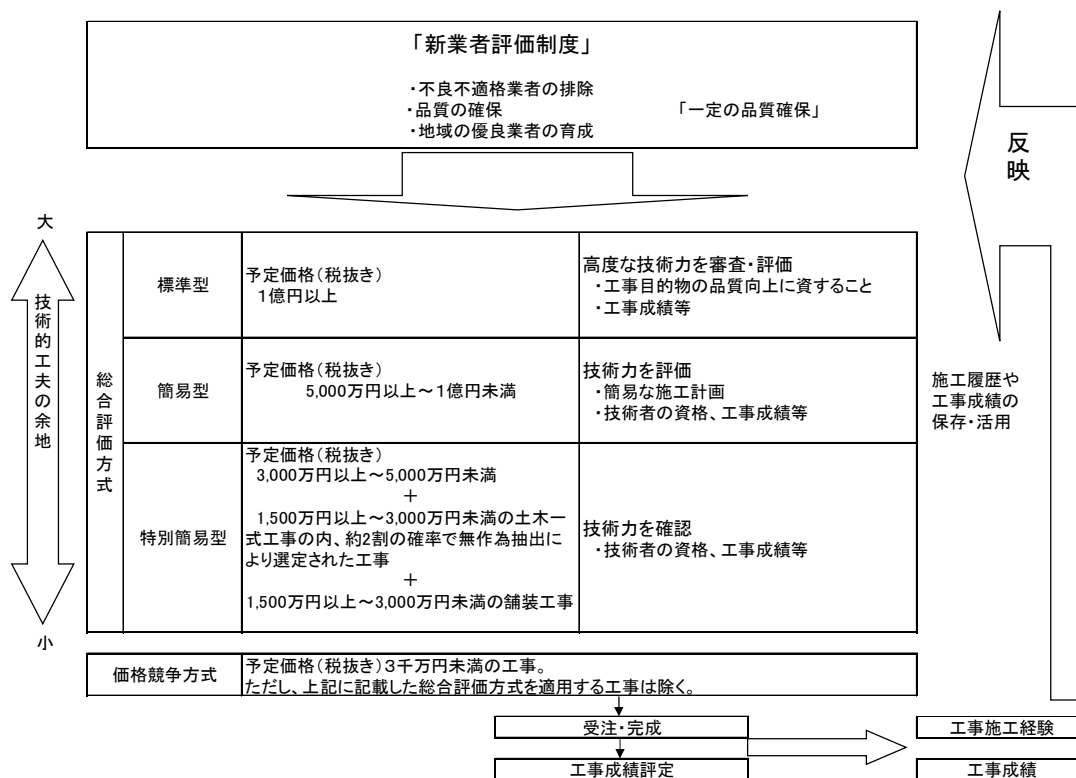 「新業者評価制度」
・不良不適格業者の排除
・品質の確保　「一定の品質確保」
・地域の優良業者の育成
反映
大
技術的工夫の余地
小
総合評価方式
標準型
予定価格(税抜き)
1億円以上
高度な技術力を審査・評価
・工事目的物の品質向上に資すること
・工事成績等
簡易型
予定価格(税抜き)
5,000万円以上～1億円未満
技術力を評価
・簡易な施工計画
・技術者の資格、工事成績等
特別簡易型
予定価格(税抜き)
3,000万円以上～5,000万円未満
＋
1,500万円以上～3,000万円未満の土木一
式工事の内、約2割の確率で無作為抽出に
より選定された工事
＋
1,500万円以上～3,000万円未満の舗装工事
技術力を確認
・技術者の資格、工事成績等
施工履歴や
工事成績の
保存・活用
価格競争方式
予定価格(税抜き)3千万円未満の工事。
ただし、上記に記載した総合評価方式を適用する工事は除く。
受注・完成
工事施工経験
工事成績評定
工事成績